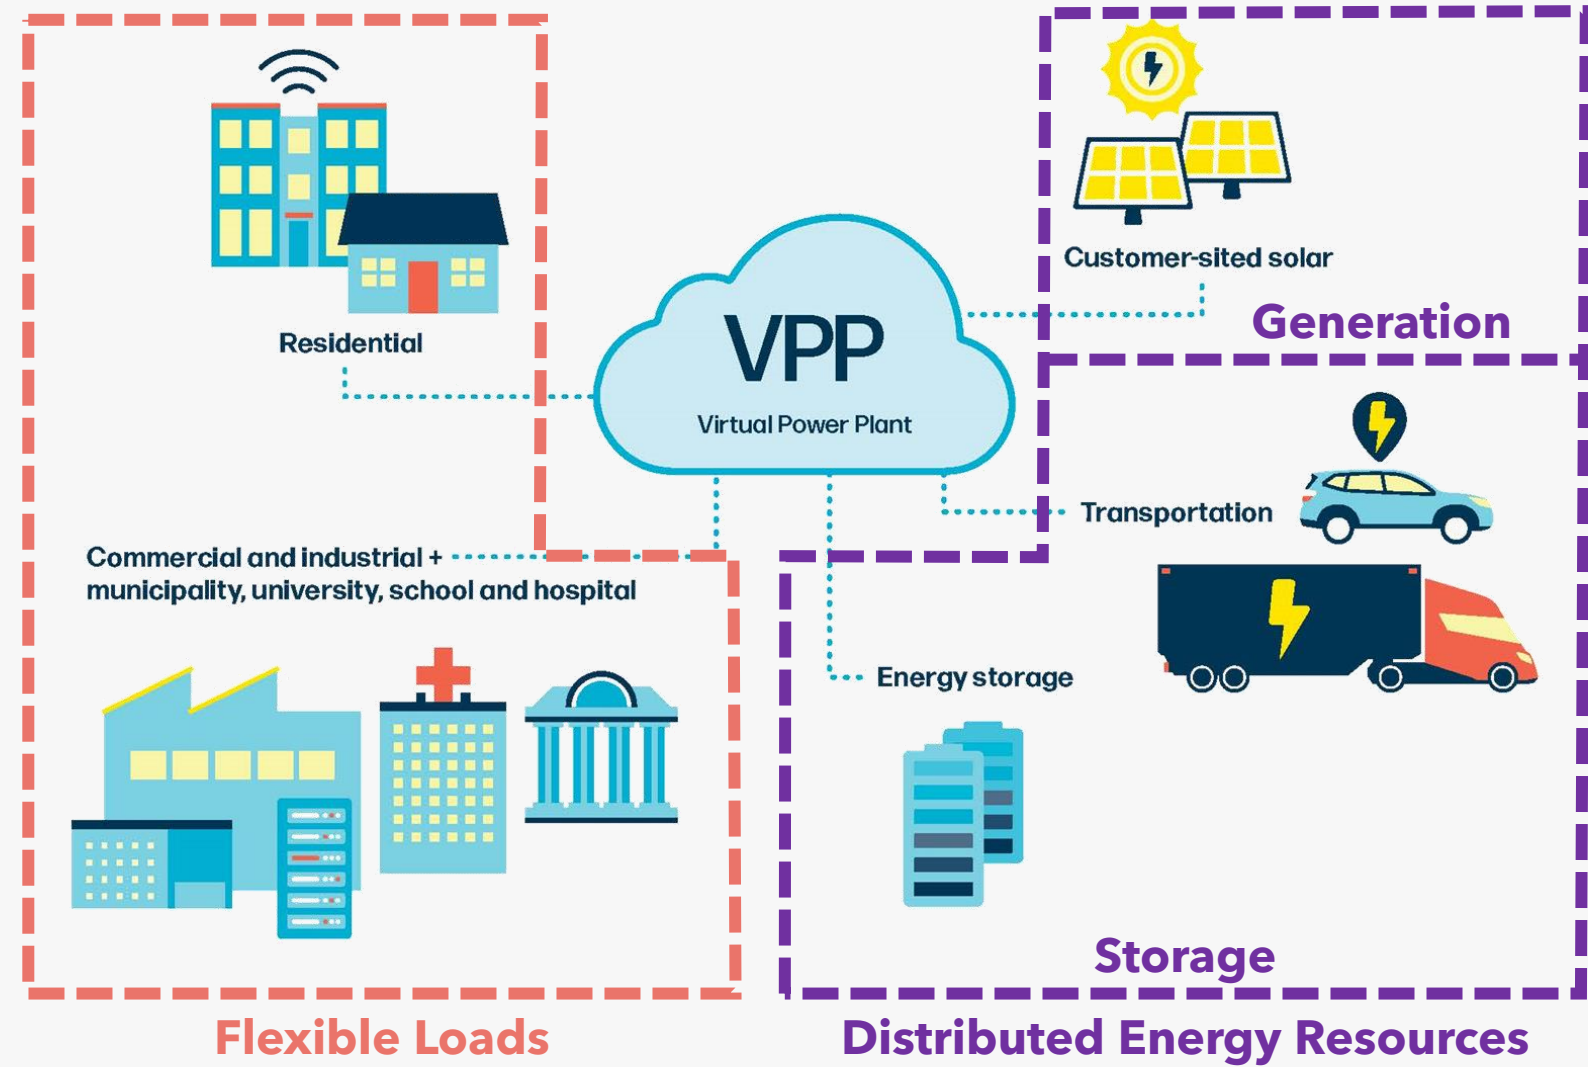 Customer-sited solar
Generation
Residential
VPP
Virtual Power Plant
Transportation
Commercial and industrial +
municipality, university, school and hospital
Energy storage
Storage
Flexible Loads
Distributed Energy Resources